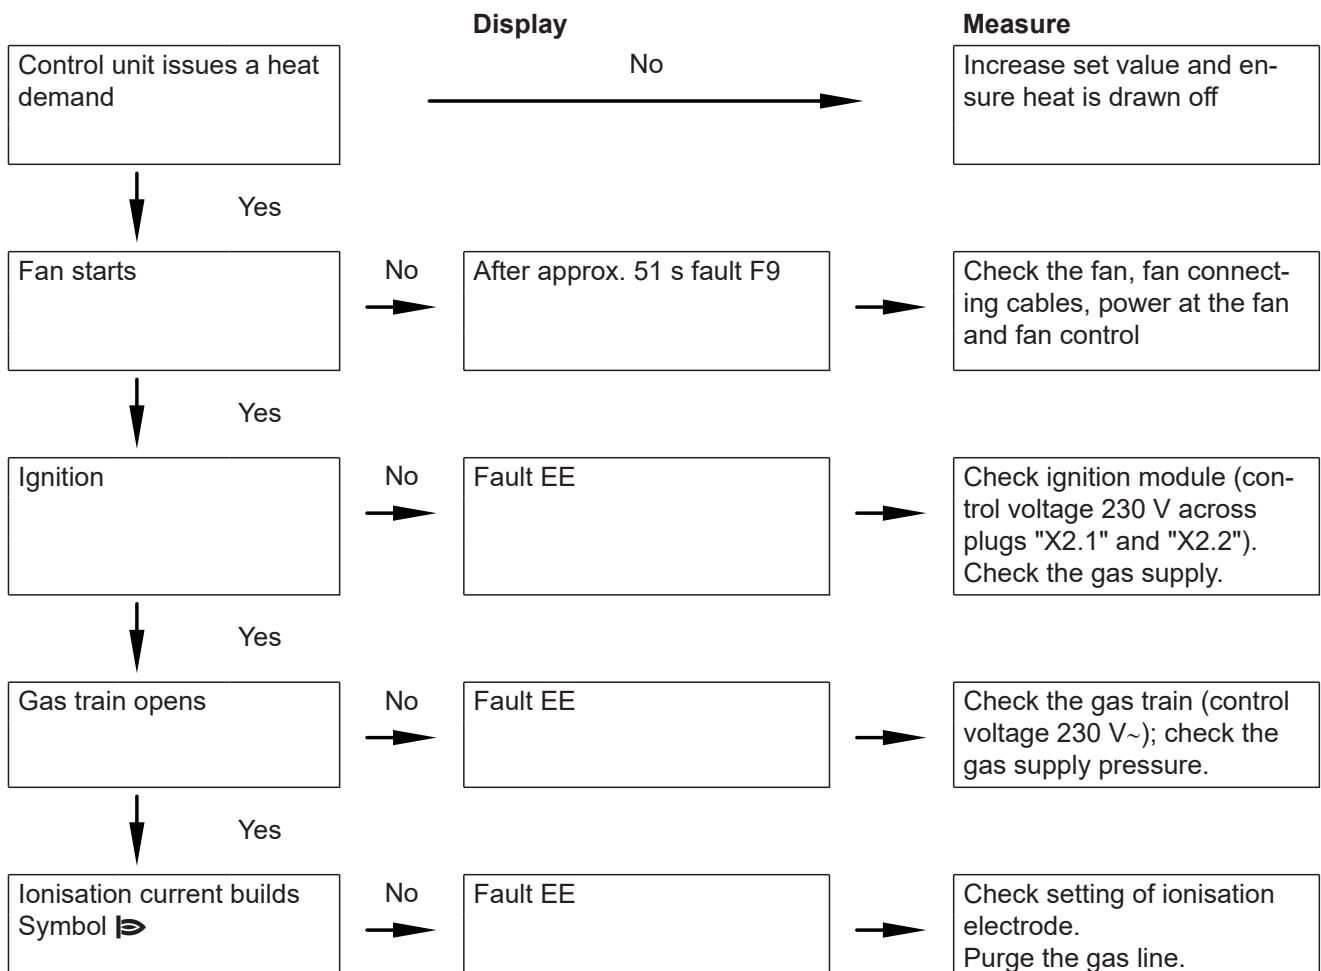 Display
Measure
Control unit issues a heat
demand
No
Increase set value and en-
sure heat is drawn off
Yes
Fan starts
No
After approx. 51 s fault F9
Check the fan, fan connect-
ing cables, power at the fan
and fan control
Yes
Ignition
No
Fault EE
Check ignition module (con-
trol voltage 230 V across
plugs "X2.1" and "X2.2").
Check the gas supply.
Yes
Gas train opens
No
Fault EE
Check the gas train (control
voltage 230 V~); check the
gas supply pressure.
Yes
Ionisation current builds
Symbol
No
Fault EE
Check setting of ionisation
electrode.
Purge the gas line.